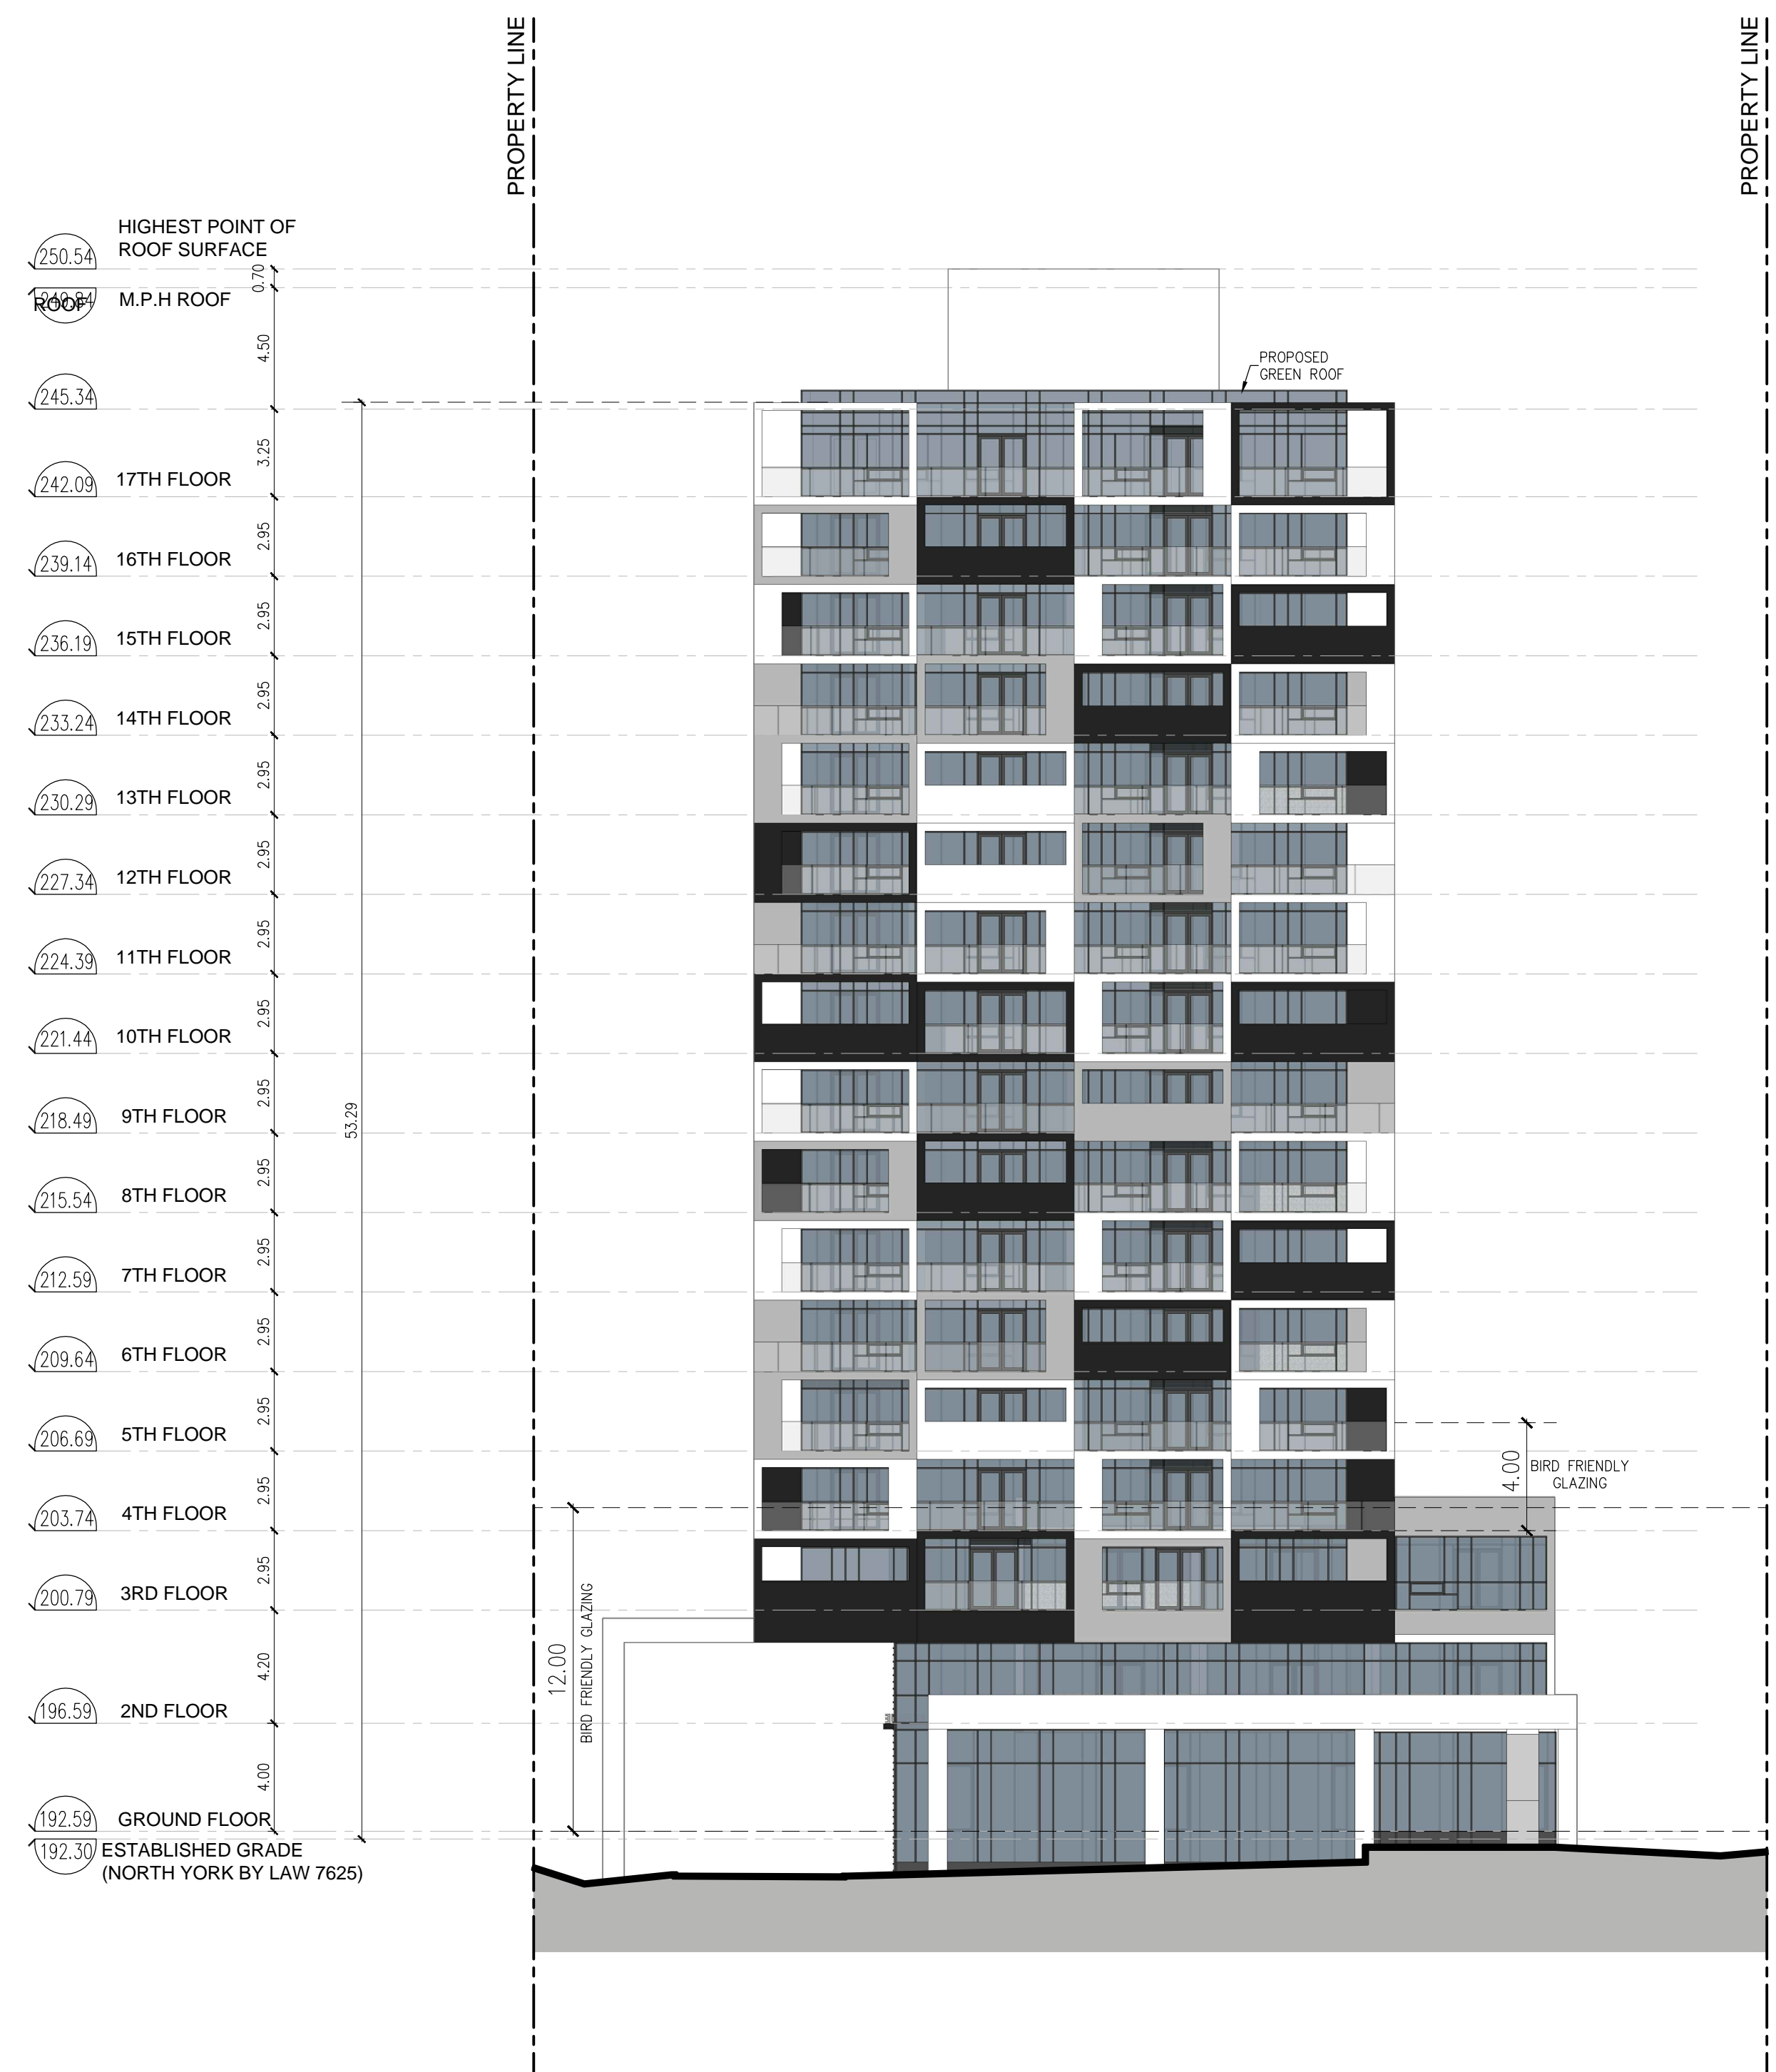 PROPERTY LINE
PROPERTY LINE
HIGHEST POINT OF
ROOF SURFACE
250.54
0.70
249.84
ROOF
M.P.H ROOF
4.50
PROPOSED
GREEN ROOF
245.34
3.25
242.09
17TH FLOOR
2.95
239.14
16TH FLOOR
2.95
236.19
15TH FLOOR
2.95
233.24
14TH FLOOR
2.95
230.29
13TH FLOOR
2.95
227.34
12TH FLOOR
2.95
224.39
11TH FLOOR
2.95
221.44
10TH FLOOR
2.95
218.49
9TH FLOOR
53.29
2.95
215.54
8TH FLOOR
2.95
212.59
7TH FLOOR
2.95
209.64
6TH FLOOR
2.95
206.69
5TH FLOOR
4.00
BIRD FRIENDLY
GLAZING
2.95
203.74
4TH FLOOR
2.95
200.79
3RD FLOOR
12.00
BIRD FRIENDLY GLAZING
4.20
196.59
2ND FLOOR
4.00
192.59
GROUND FLOOR
192.30
ESTABLISHED GRADE
(NORTH YORK BY LAW 7625)